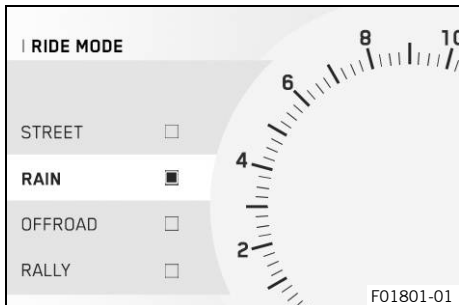 RIDE MODE
STREET
RAIN
OFFROAD
RALLY
2
4
6
8
10
F01801-01